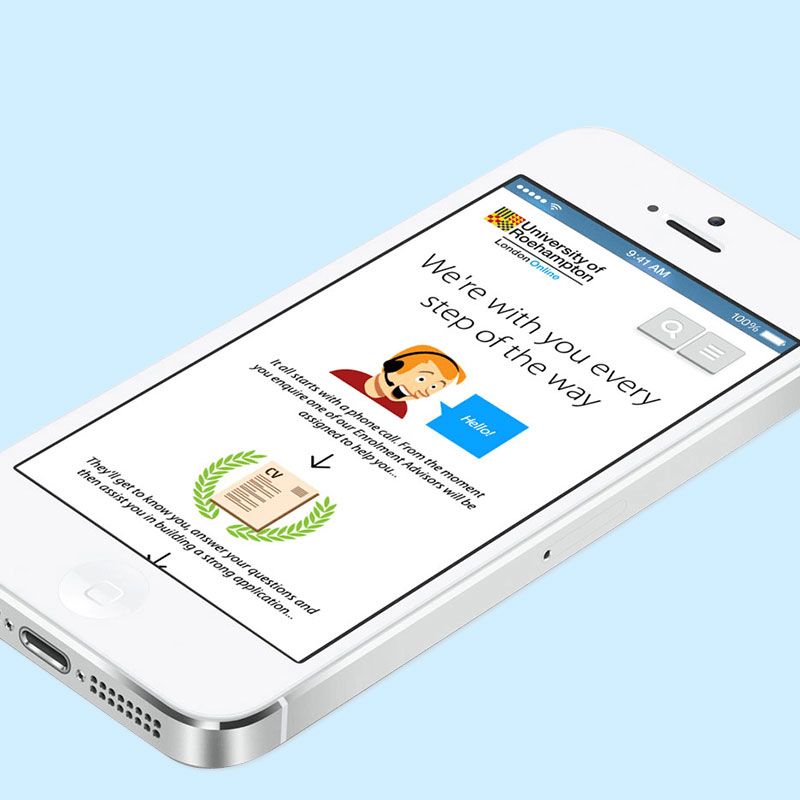 9:41 AM
100%
University of
Roehampton
London Online
We're with you every
step of the way
Hello!
It all starts with a phone call. From the moment
you enquire one of our Enrolment Advisors will be
assigned to help you...
CV
They'll get to know you, answer your questions and
then assist you in building a strong application...